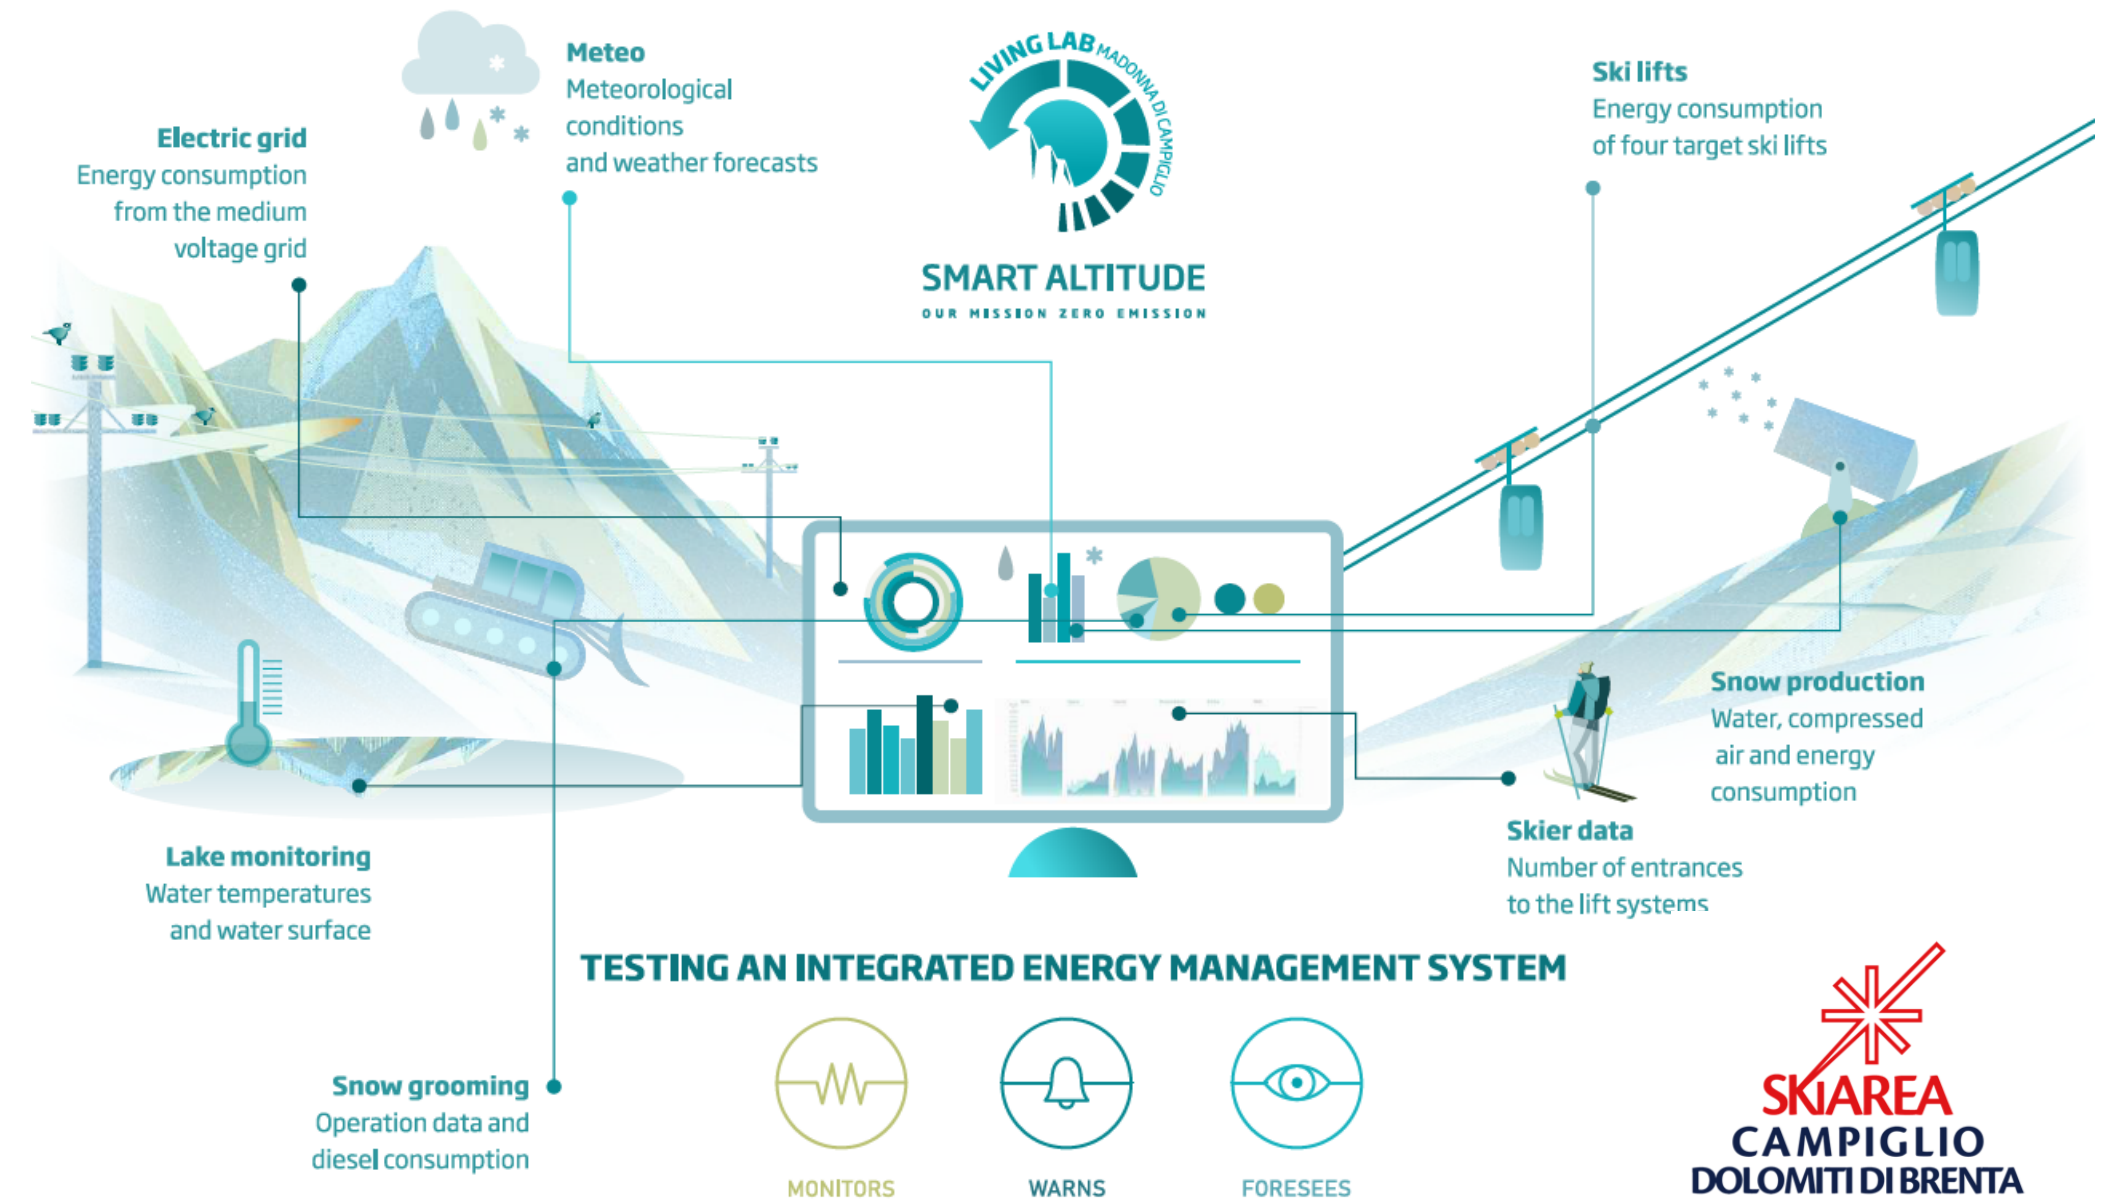 Meteo
Meteorological
conditions
and weather forecasts
LIVING LAB MADONNA DI CAMPIGLIO
SMART ALTITUDE
OUR MISSION ZERO EMISSION
Ski lifts
Energy consumption
of four target ski lifts
Electric grid
Energy consumption
from the medium
voltage grid
Snow production
Water, compressed
air and energy
consumption
Skier data
Number of entrances
to the lift systems
Lake monitoring
Water temperatures
and water surface
TESTING AN INTEGRATED ENERGY MANAGEMENT SYSTEM
Snow grooming
Operation data and
diesel consumption
MONITORS
WARNS
FORESEES
SKiAREA
CAMPIGLIO
DOLOMITI DI BRENTA